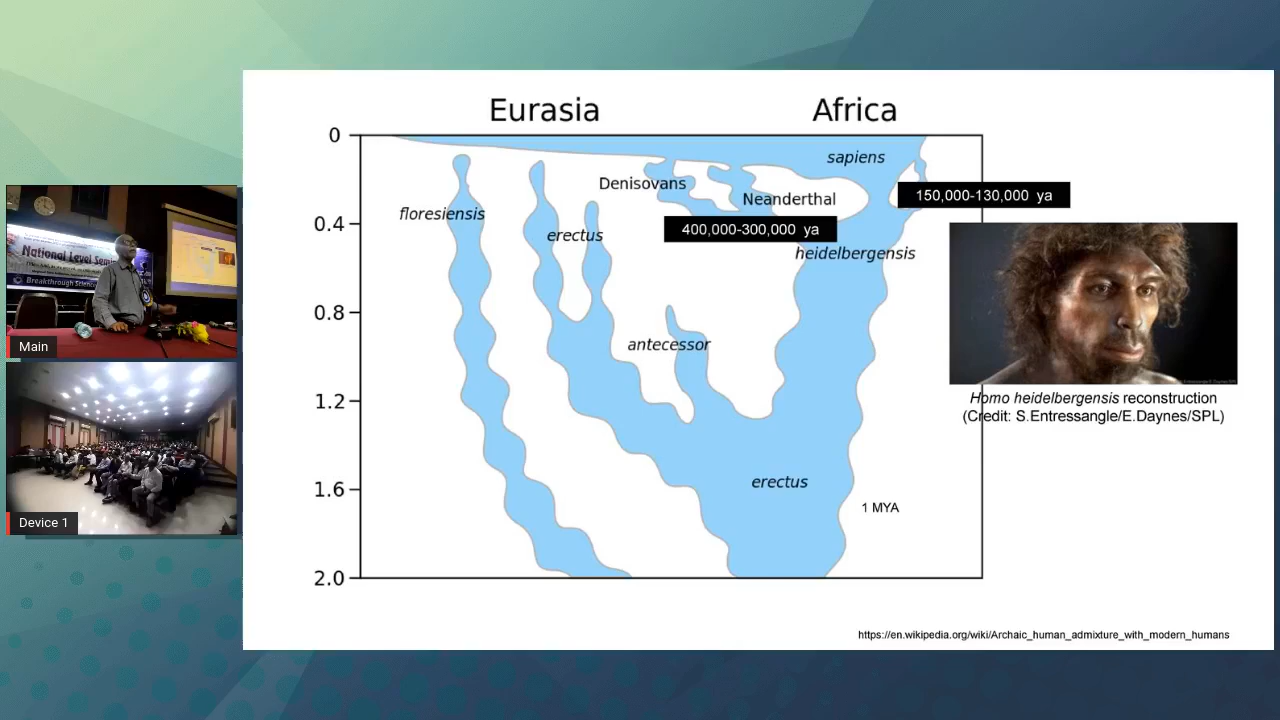 Eurasia
Africa
0
0.4
0.8
1.2
1.6
2.0
sapiens
Denisovans
Neanderthal
150,000-130,000 ya
floresiensis
400,000-300,000 ya
erectus
heidelbergensis
antecessor
erectus
1 MYA
Homo heidelbergensis reconstruction
(Credit: S.Entressangle/E.Daynes/SPL)
https://en.wikipedia.org/wiki/Archaic_human_admixture_with_modern_humans
National Level Semi
Breakthrough Scienc
Main
Device 1